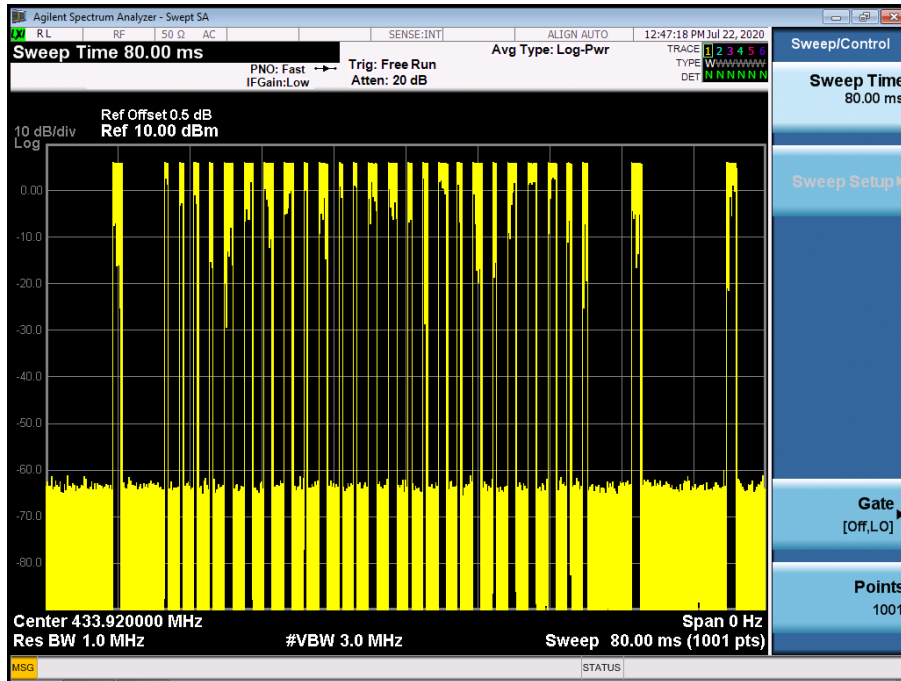 Agilent Spectrum Analyzer - Swept SA
LXI RL RF 50 Ω AC SENSE:INT ALIGN AUTO 12:47:18 PM Jul 22, 2020
Sweep Time 80.00 ms
Avg Type: Log-Pwr
TRACE 1 2 3 4 5 6
TYPE WWWWWW
DET N N N N N N
PNO: Fast
IFGain:Low
Trig: Free Run
Atten: 20 dB
Ref Offset 0.5 dB
10 dB/div Ref 10.00 dBm
Log
0.00
-10.0
-20.0
-30.0
-40.0
-50.0
-60.0
-70.0
-80.0
Center 433.920000 MHz Span 0 Hz
Res BW 1.0 MHz #VBW 3.0 MHz Sweep 80.00 ms (1001 pts)
MSG STATUS
Sweep/Control
Sweep Time
80.00 ms
Sweep Setup
Gate
[Off,LO]
Points
1001